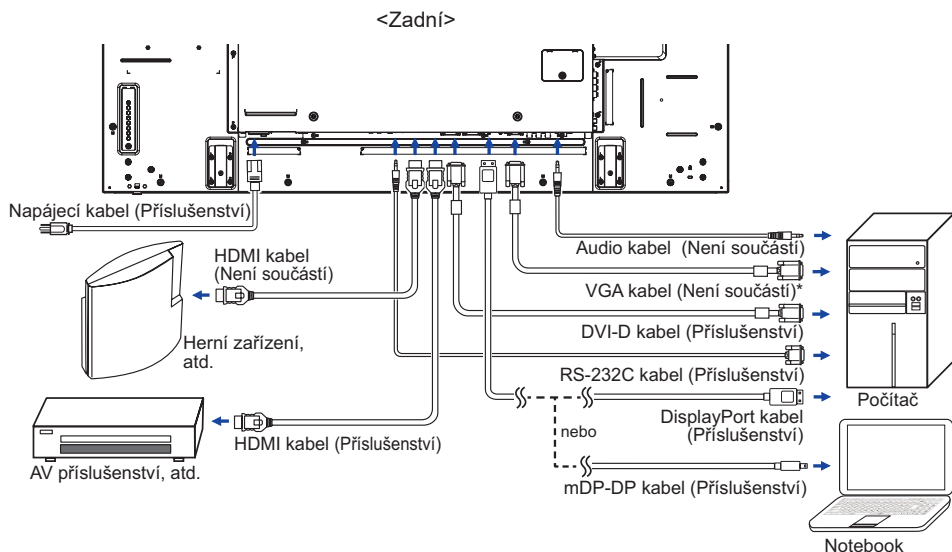 <Zadní>
Napájecí kabel (Příslušenství)
HDMI kabel
(Není součástí)
Herní zařízení,
atd.
AV příslušenství, atd.
HDMI kabel (Příslušenství)
Audio kabel  (Není součástí)
VGA kabel (Není součástí)*
DVI-D kabel (Příslušenství)
RS-232C kabel (Příslušenství)
DisplayPort kabel
(Příslušenství)
nebo
mDP-DP kabel (Příslušenství)
Počítač
Notebook